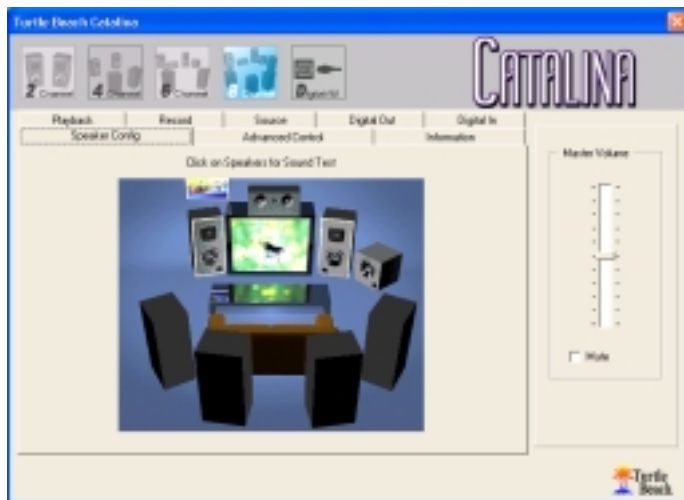 Turtle Beach Catalina
2 Channel
4 Channel
6 Channel
8 Channel
CATALINA
Playback
Record
Source
Digital Out
Digital In
Speaker Config
Advanced Control
Information
Click on Speakers for Sound Test
Master Volume
Mute
Turtle
Beach